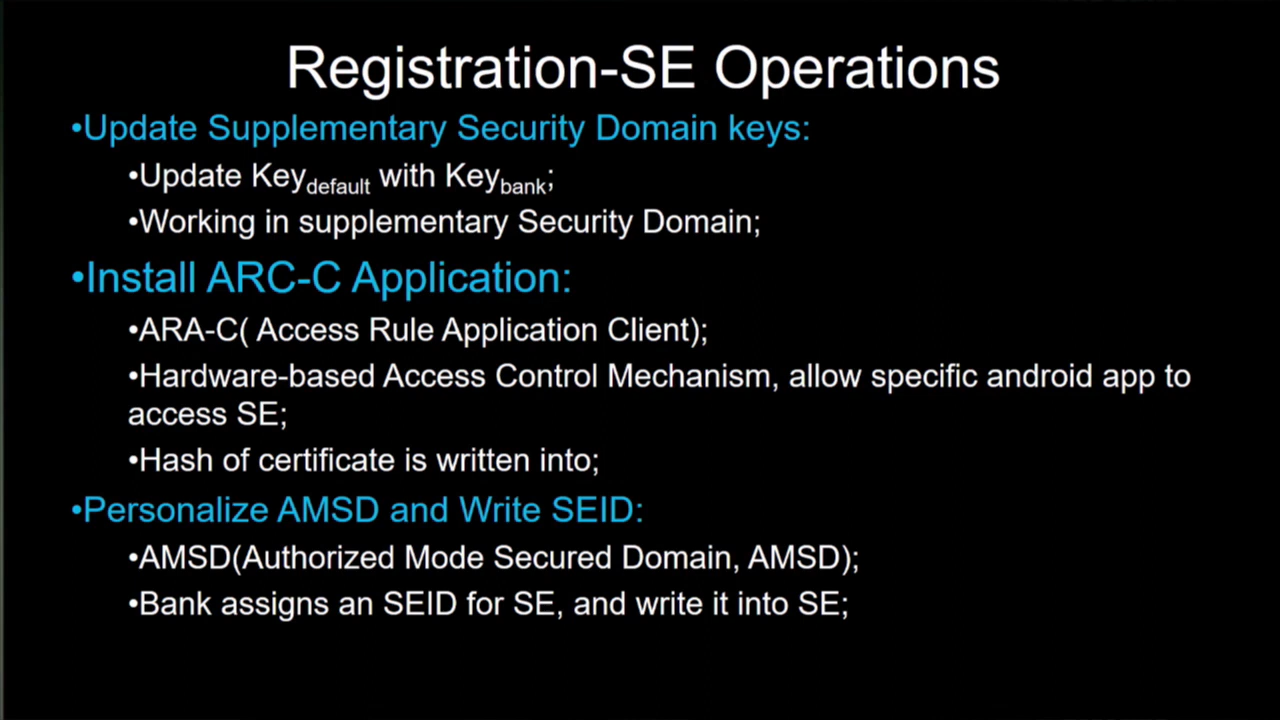 Registration-SE Operations
•Update Supplementary Security Domain keys:
•Update Keydefault with Keybank;
•Working in supplementary Security Domain;
•Install ARC-C Application:
•ARA-C( Access Rule Application Client);
•Hardware-based Access Control Mechanism, allow specific android app to
access SE;
•Hash of certificate is written into;
•Personalize AMSD and Write SEID:
•AMSD(Authorized Mode Secured Domain, AMSD);
•Bank assigns an SEID for SE, and write it into SE;